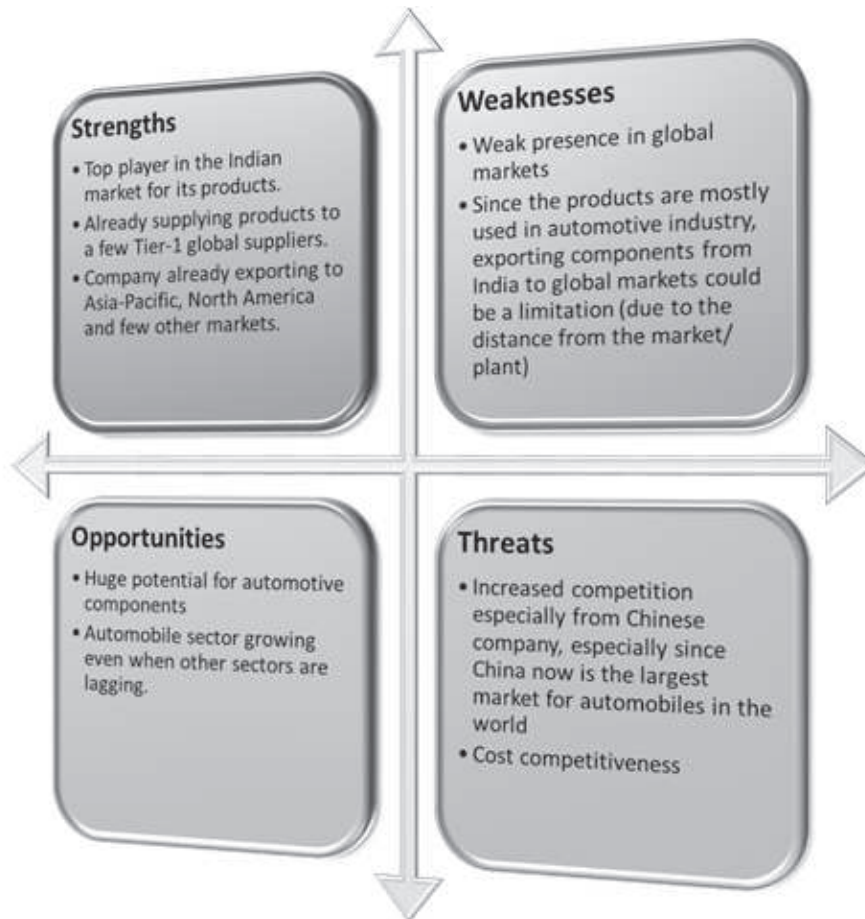 Strengths
• Top player in the Indian
market for its products.
• Already supplying products to
a few Tier-1 global suppliers.
• Company already exporting to
Asia-Pacific, North America
and few other markets.
Weaknesses
• Weak presence in global
markets
• Since the products are mostly
used in automotive industry,
exporting components from
India to global markets could
be a limitation (due to the
distance from the market/
plant)
Opportunities
• Huge potential for automotive
components
• Automobile sector growing
even when other sectors are
lagging.
Threats
• Increased competition
especially from Chinese
company, especially since
China now is the largest
market for automobiles in the
world
• Cost competitiveness